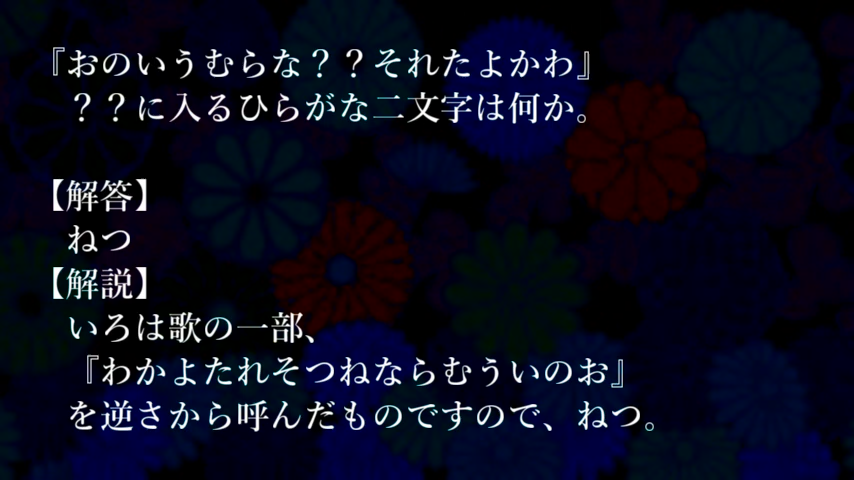 『おのいうむらな？？それたよかわ』
？？に入るひらがな二文字は何か。
【解答】
ねつ
【解説】
いろは歌の一部、
『わかよたれそつねならむういのお』
を逆さから呼んだものですので、ねつ。